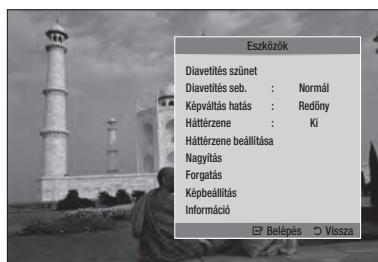 Eszközök
Diavetítés szünet
Diavetítés seb. : Normál
Képváltás hatás : Redőny
Háttérzene : Ki
Háttérzene beállítása
Nagyítás
Forgatás
Képbeállítás
Információ
Belépés Vissza